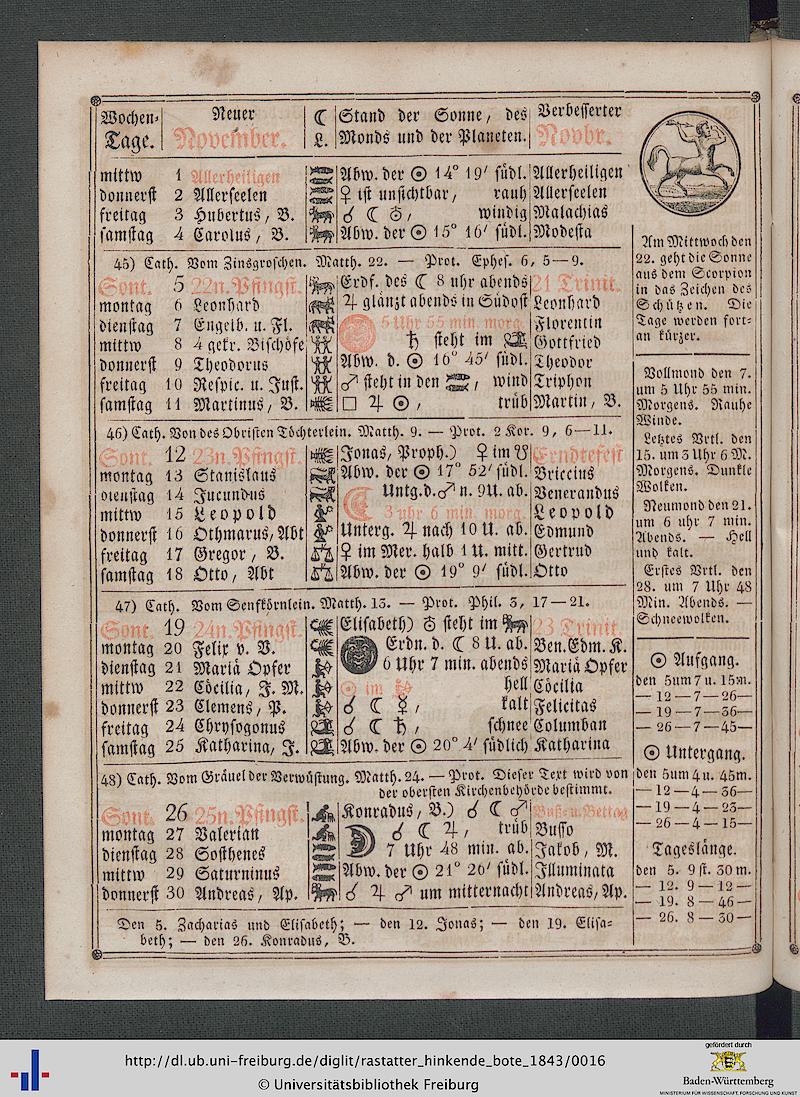 Wochen- Neuer ☾ Stand der Sonne, des Verbesserter
Tage. November. L. Monds und der Planeten. Novbr.
mittw 1 Allerheiligen Abw. der ☉ 14° 19′ südl. Allerheiligen
donnerst 2 Allerseelen ♀ ist unsichtbar, rauh Allerseelen
freitag 3 Hubertus, B. ☌ ☾ ♁, windig Malachias
samstag 4 Carolus, B. Abw. der ☉ 15° 16′ südl. Modesta
45) Cath. Vom Zinsgroschen. Matth. 22. — Prot. Ephes. 6, 5—9.
Sont. 5 22n. Pfingst. Erdf. des ☾ 8 uhr abends 21 Trinit.
montag 6 Leonhard ♃ glänzt abends in Südost Leonhard
dienstag 7 Engelb. u. Fl. 5 Uhr 55 min. morg. Florentin
mittw 8 4 gekr. Bischöfe ♄ steht im Gottfried
donnerst 9 Theodorus Abw. d. ☉ 16° 45′ südl. Theodor
freitag 10 Respic. u. Just. ♂ steht in den , wind Triphon
samstag 11 Martinus, B. □ ♃ ☉, trüb Martin, B.
46) Cath. Von des Obristen Töchterlein. Matth. 9. — Prot. 2 Kor. 9, 6—11.
Sont. 12 23n. Pfingst. Jonas, Proph.) ♀ im ☋ Erndtefest
montag 13 Stanislaus Abw. der ☉ 17° 52′ südl. Briccius
dienstag 14 Jucundus Untg. d. ♂ n. 9 U. ab. Venerandus
mittw 15 Leopold 3 uhr 6 min. morg. Leopold
donnerst 16 Othmarus, Abt Unterg. ♃ nach 10 U. ab. Edmund
freitag 17 Gregor, B. ♀ im Mer. halb 1 U. mitt. Gertrud
samstag 18 Otto, Abt Abw. der ☉ 19° 9′ südl. Otto
47) Cath. Vom Senfkörnlein. Matth. 13. — Prot. Phil. 3, 17—21.
Sont. 19 24n. Pfingst. Elisabeth) ♁ steht im 23 Trinit.
montag 20 Felix v. V. Erdn. d. ☾ 8 U. ab. Ben. Edm. K.
dienstag 21 Mariä Opfer 6 Uhr 7 min. abends Mariä Opfer
mittw 22 Cöcilia, J. M. ☉ im hell Cöcilia
donnerst 23 Clemens, P. ☌ ☾ ☿, kalt Felicitas
freitag 24 Chrysogonus ☌ ☾ ♄, schnee Columban
samstag 25 Katharina, J. Abw. der ☉ 20° 4′ südlich Katharina
48) Cath. Vom Gräuel der Verwüstung. Matth. 24. — Prot. Dieser Text wird von
der obersten Kirchenbehörde bestimmt.
Sont. 26 25n. Pfingst. Konradus, B.) ☌ ☾ ♂ Buß- u. Bettag
montag 27 Valerian ☌ ☾ ♃, trüb Busso
dienstag 28 Sosthenes 7 Uhr 48 min. ab. Jakob, M.
mittw 29 Saturninus Abw. der ☉ 21° 26′ südl. Illuminata
donnerst 30 Andreas, Ap. ☌ ♃ ♂ um mitternacht Andreas, Ap.
Den 5. Zacharias und Elisabeth; — den 12. Jonas; — den 19. Elisa-
beth; — den 26. Konradus, B.
Am Mittwoch den
22. geht die Sonne
aus dem Scorpion
in das Zeichen des
Schützen. Die
Tage werden fort-
an kürzer.
Vollmond den 7.
um 5 Uhr 55 min.
Morgens. Rauhe
Winde.
Letztes Vrtl. den
15. um 3 Uhr 6 M.
Morgens. Dunkle
Wolken.
Neumond den 21.
um 6 uhr 7 min.
Abends. — Hell
und kalt.
Erstes Vrtl. den
28. um 7 Uhr 48
Min. Abends. —
Schneewolken.
☉ Aufgang.
den 5 um 7 u. 15 m.
— 12 — 7 — 26 —
— 19 — 7 — 36 —
— 26 — 7 — 45 —
☉ Untergang.
den 5 um 4 u. 45 m.
— 12 — 4 — 36 —
— 19 — 4 — 23 —
— 26 — 4 — 15 —
Tageslänge.
den 5. 9 st. 30 m.
— 12. 9 — 12 —
— 19. 8 — 46 —
— 26. 8 — 30 —
http://dl.ub.uni-freiburg.de/diglit/rastatter_hinkende_bote_1843/0016
© Universitätsbibliothek Freiburg
gefördert durch
Baden-Württemberg
MINISTERIUM FÜR WISSENSCHAFT, FORSCHUNG UND KUNST